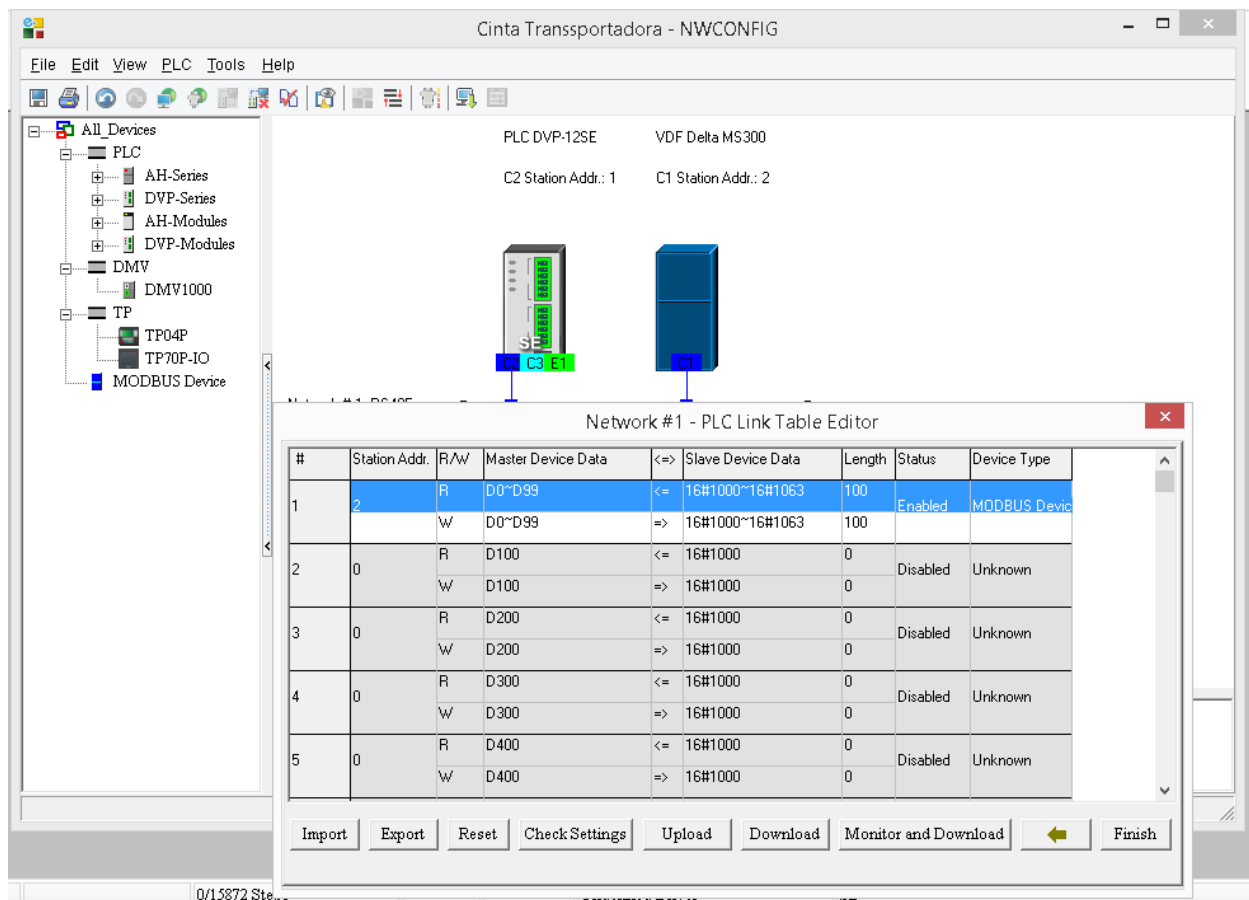 Cinta Transsportadora - NWCONFIG
File Edit View PLC Tools Help
All_Devices
PLC
AH-Series
DVP-Series
AH-Modules
DVP-Modules
DMV
DMV1000
TP
TP04P
TP70P-IO
MODBUS Device
PLC DVP-12SE VDF Delta MS300
C2 Station Addr.: 1 C1 Station Addr.: 2
SE
C2 C3 E1 C1
Network #1 - PLC Link Table Editor
# Station Addr. R/W Master Device Data <=> Slave Device Data Length Status Device Type
1 2 R D0~D99 <= 16#1000~16#1063 100 Enabled MODBUS Devic
W D0~D99 => 16#1000~16#1063 100
2 0 R D100 <= 16#1000 0 Disabled Unknown
W D100 => 16#1000 0
3 0 R D200 <= 16#1000 0 Disabled Unknown
W D200 => 16#1000 0
4 0 R D300 <= 16#1000 0 Disabled Unknown
W D300 => 16#1000 0
5 0 R D400 <= 16#1000 0 Disabled Unknown
W D400 => 16#1000 0
Import Export Reset Check Settings Upload Download Monitor and Download Finish
0/15872 Ste